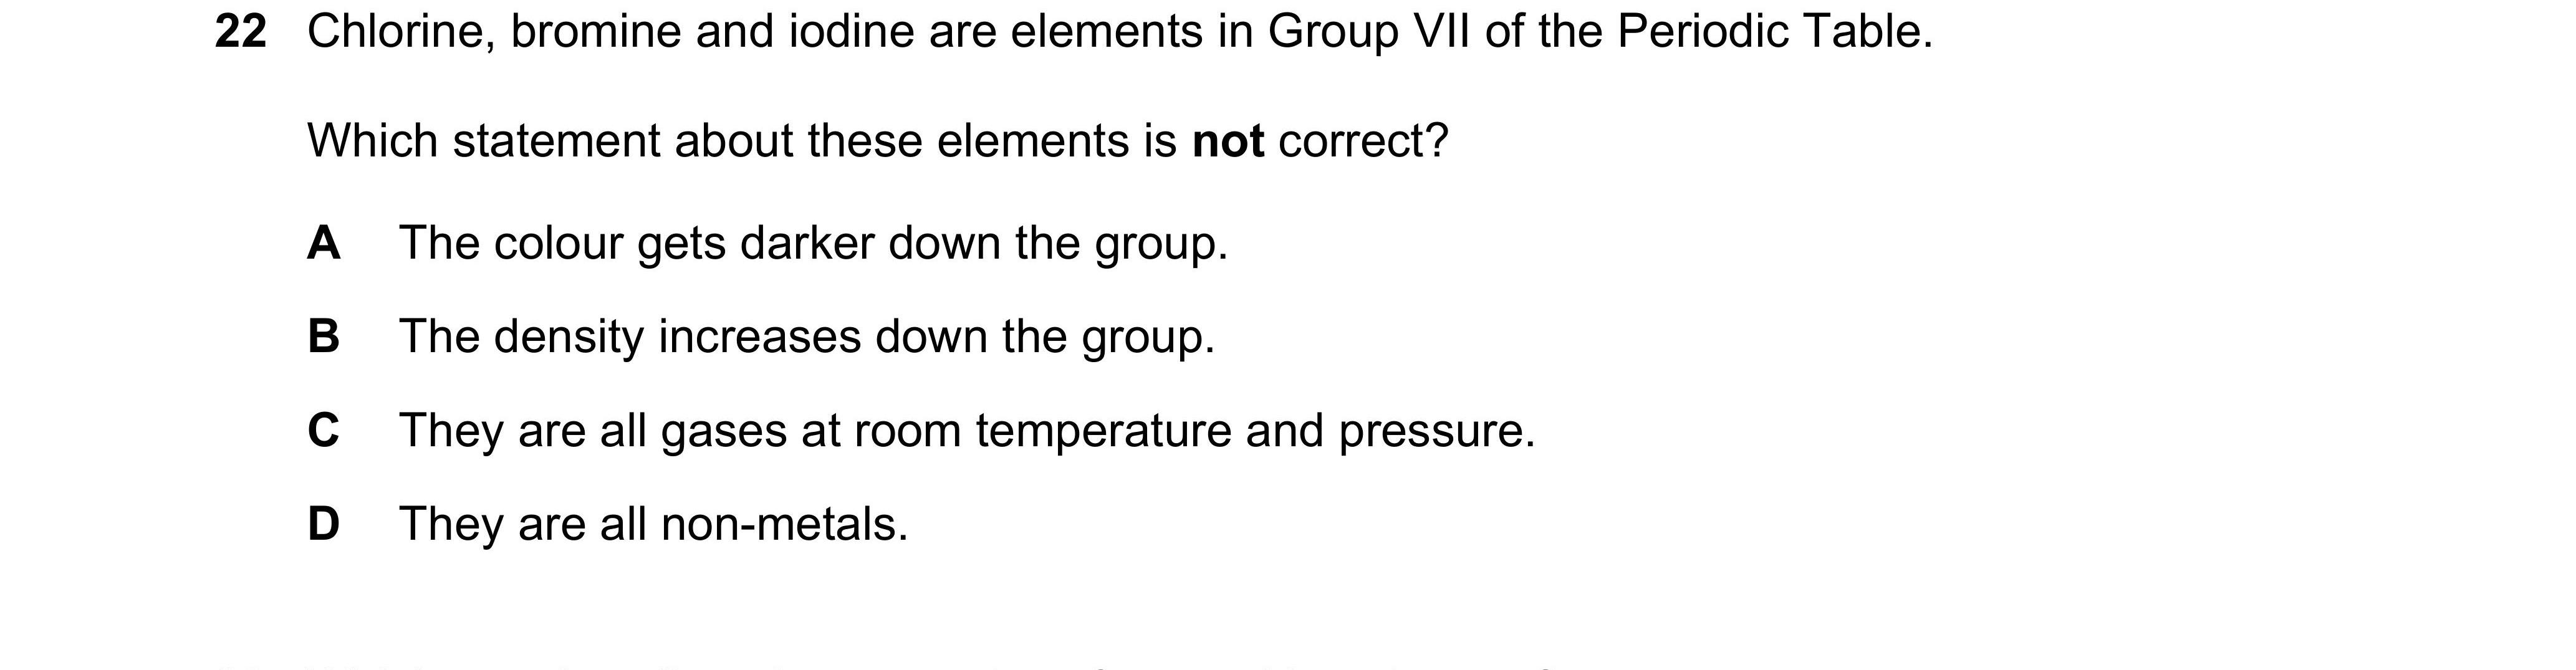 22 Chlorine, bromine and iodine are elements in Group VII of the Periodic Table.
Which statement about these elements is not correct?
A The colour gets darker down the group.
B The density increases down the group.
C They are all gases at room temperature and pressure.
D They are all non-metals.